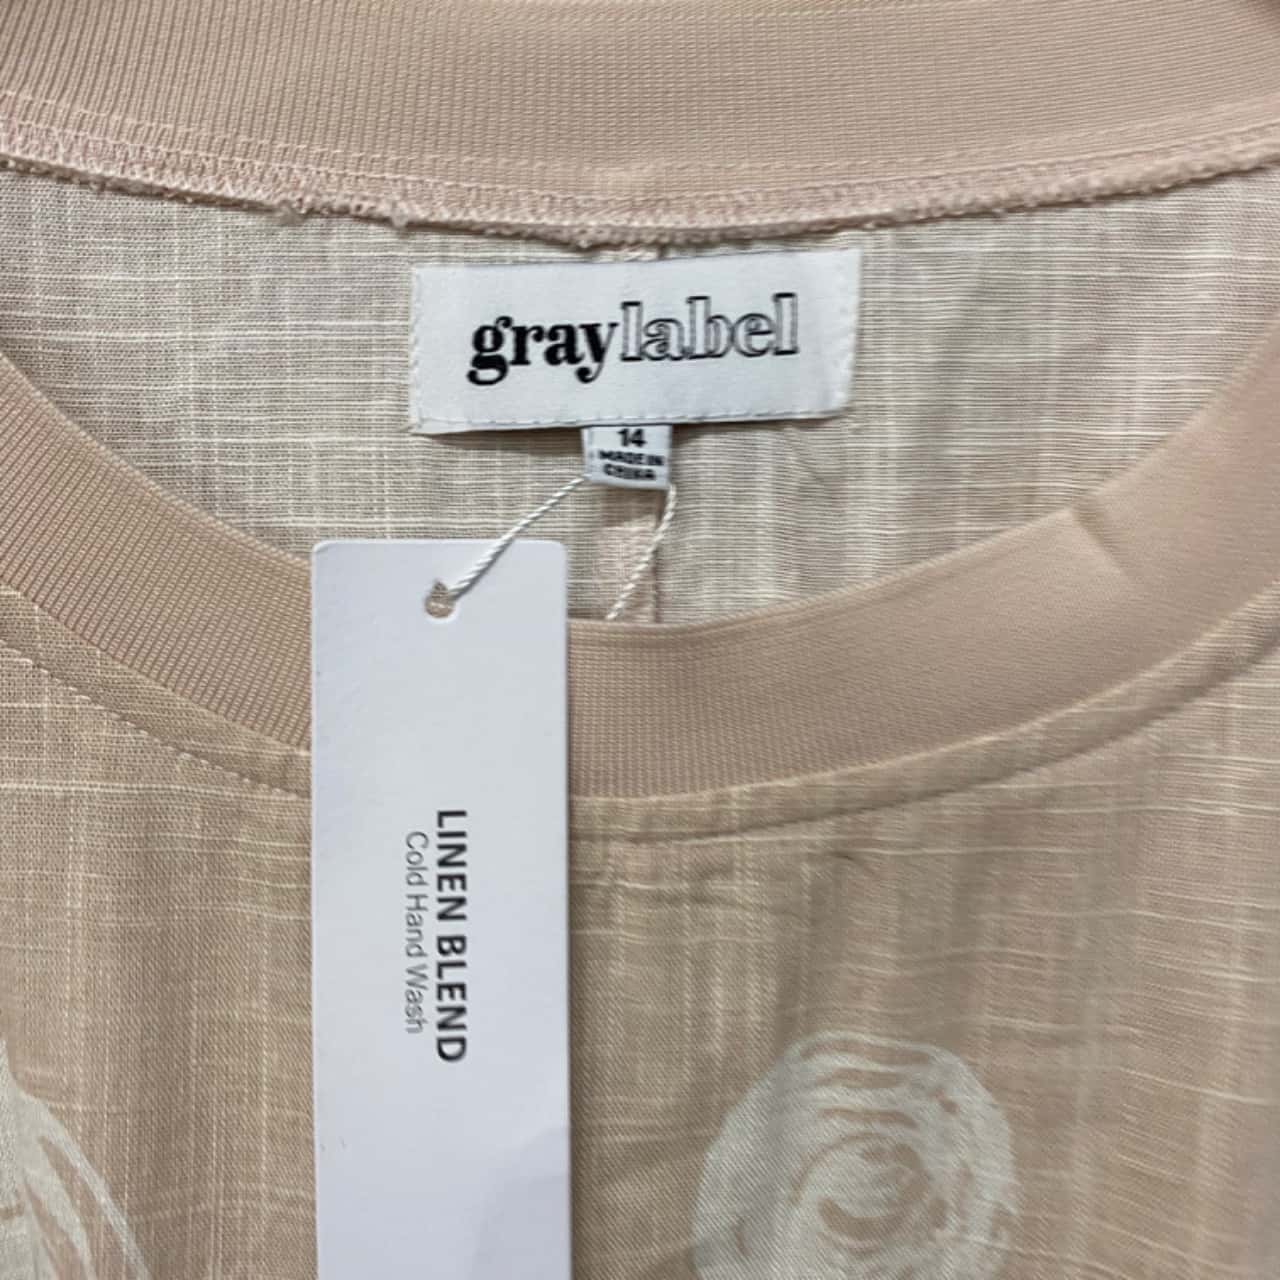 graylabel
14
MADE IN
CHINA
LINEN BLEND
Cold Hand Wash